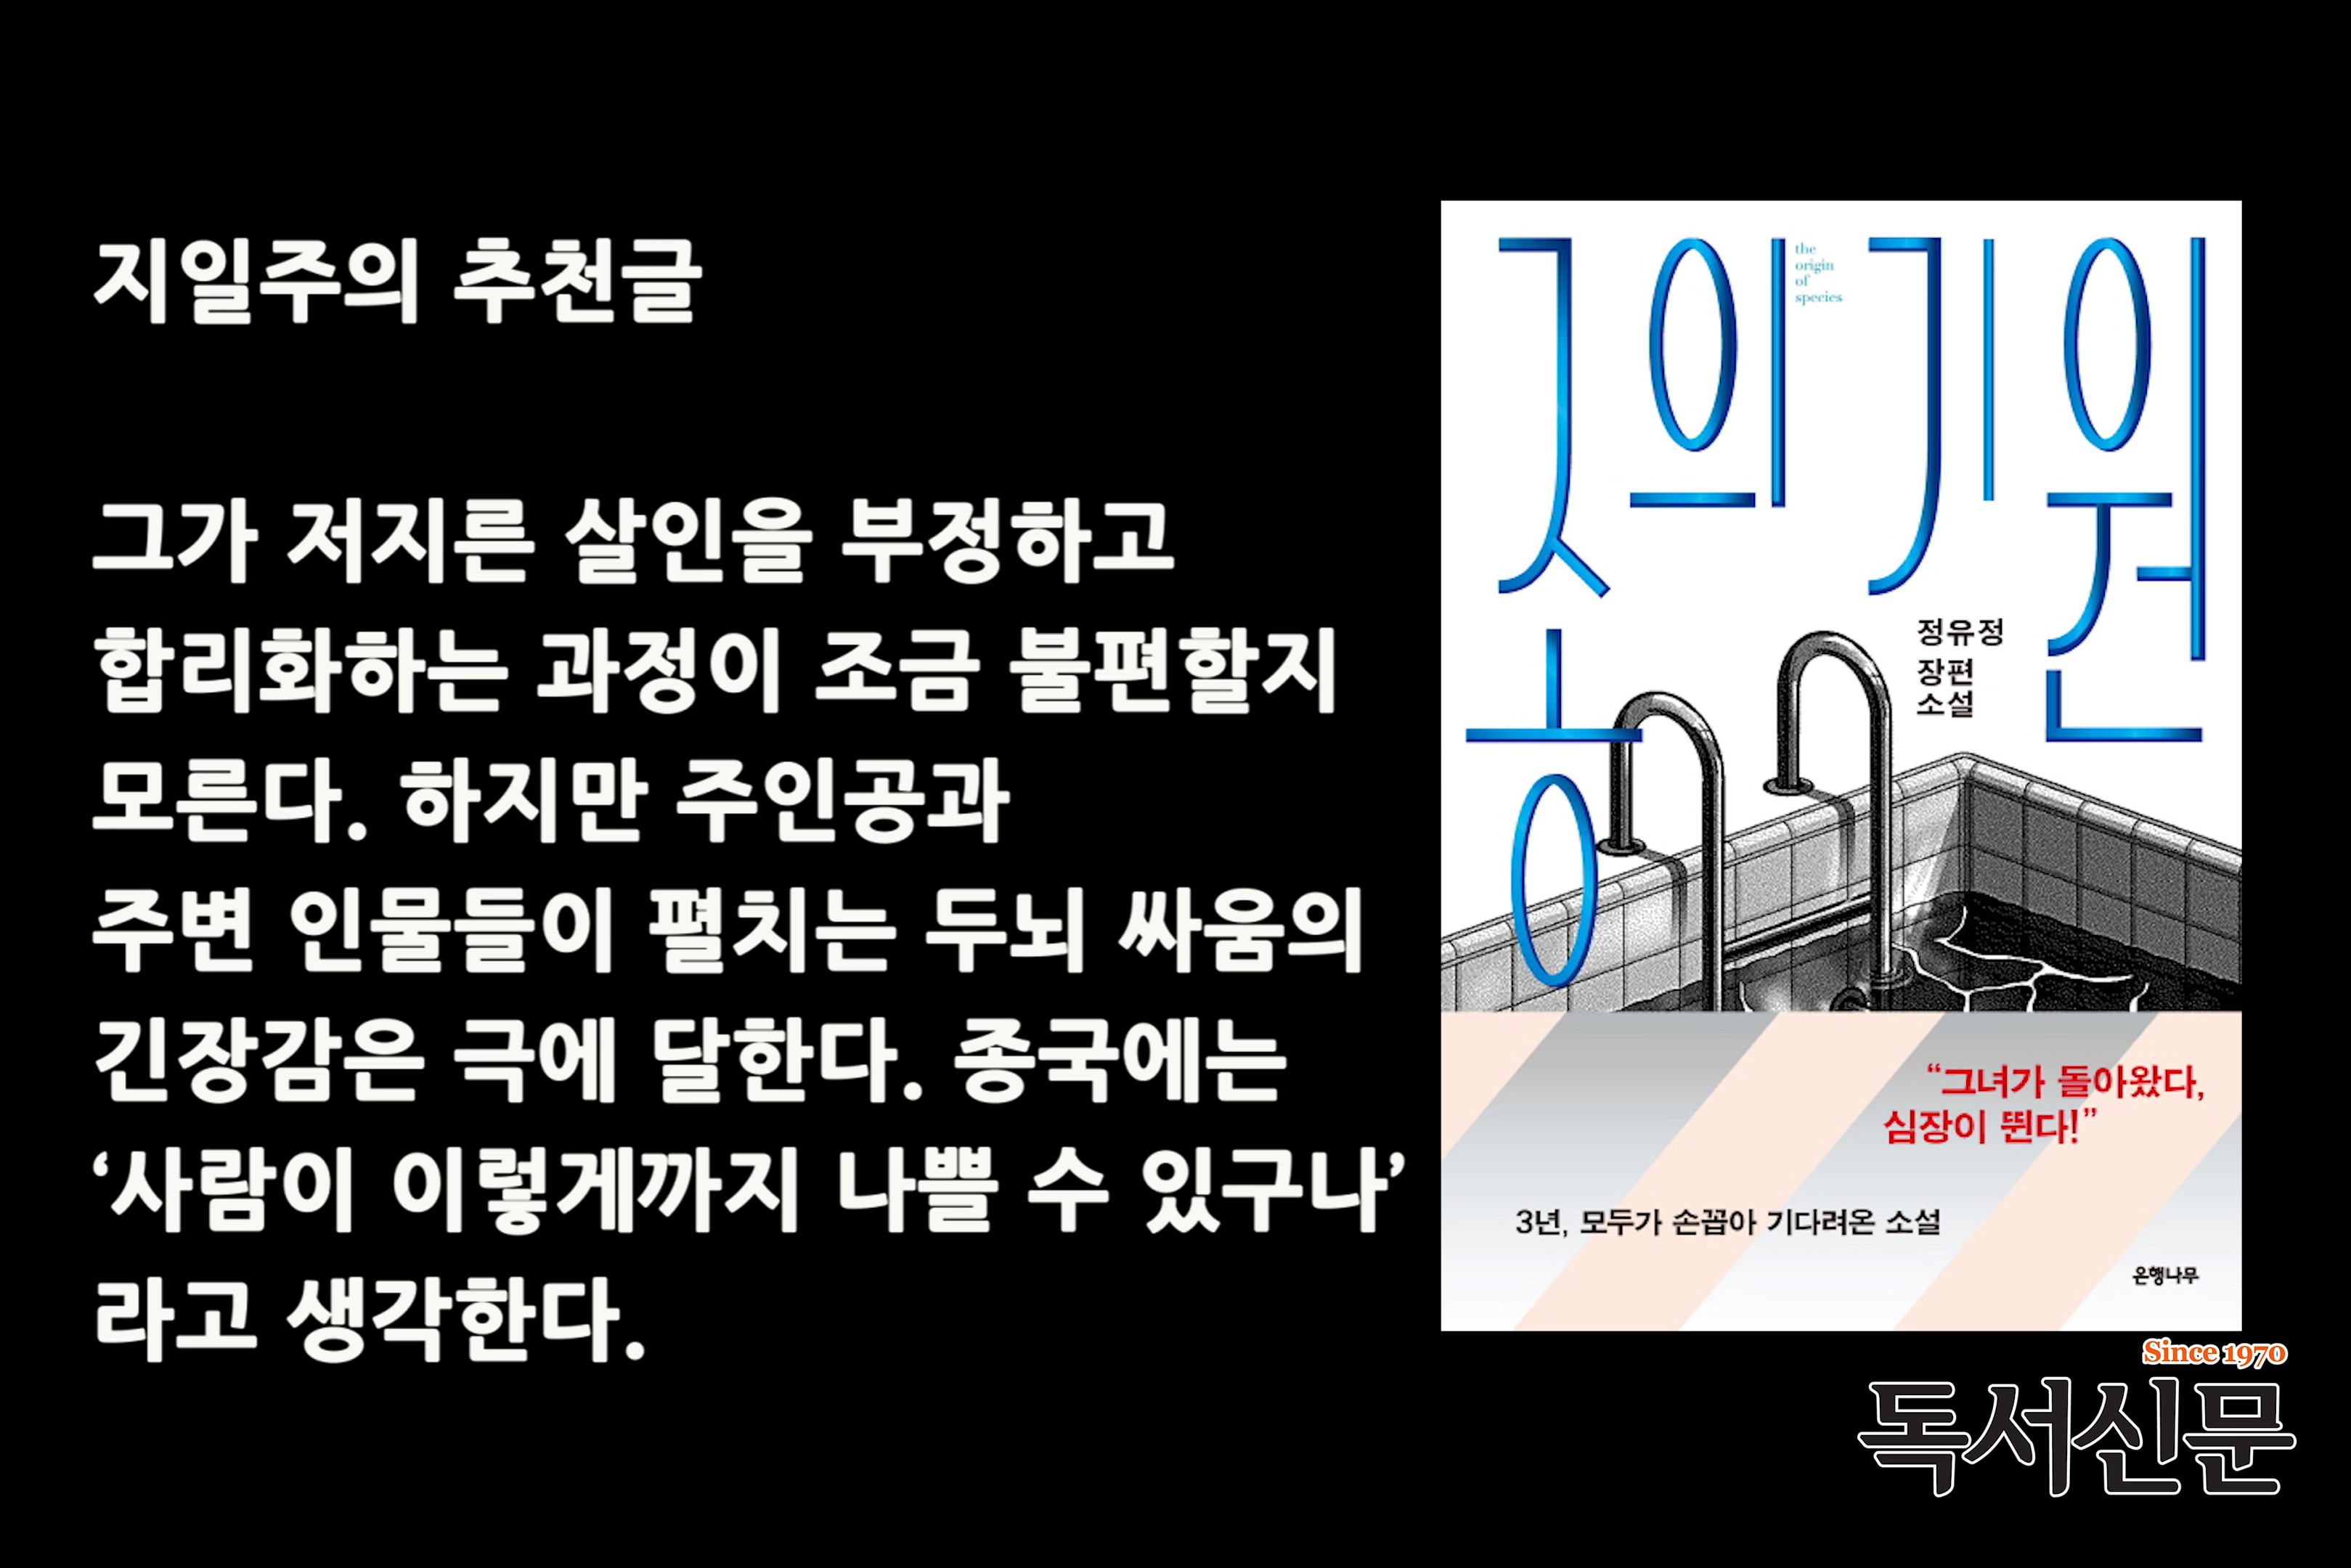 지일주의 추천글
그가 저지른 살인을 부정하고
합리화하는 과정이 조금 불편할지
모른다. 하지만 주인공과
주변 인물들이 펼치는 두뇌 싸움의
긴장감은 극에 달한다. 종국에는
‘사람이 이렇게까지 나쁠 수 있구나’
라고 생각한다.
종의 기원
the
origin
of
species
정유정
장편
소설
“그녀가 돌아왔다,
심장이 뛴다!”
3년, 모두가 손꼽아 기다려온 소설
은행나무
Since 1970
독서신문